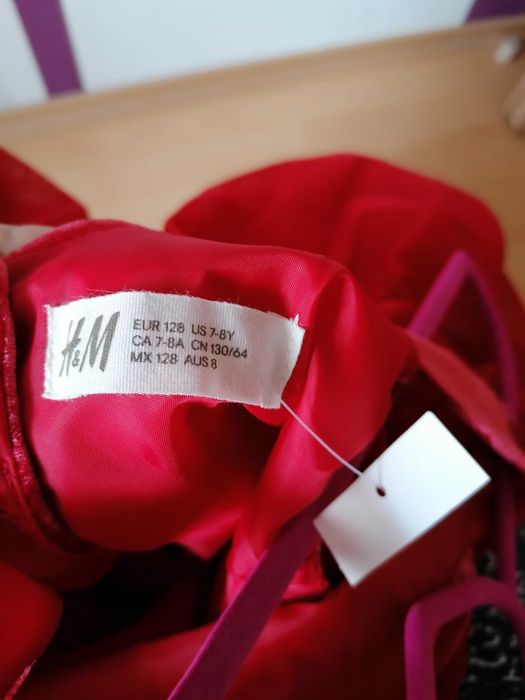 H&M
EUR 128 US 7-8Y
CA 7-8A CN 130/64
MX 128 AUS 8